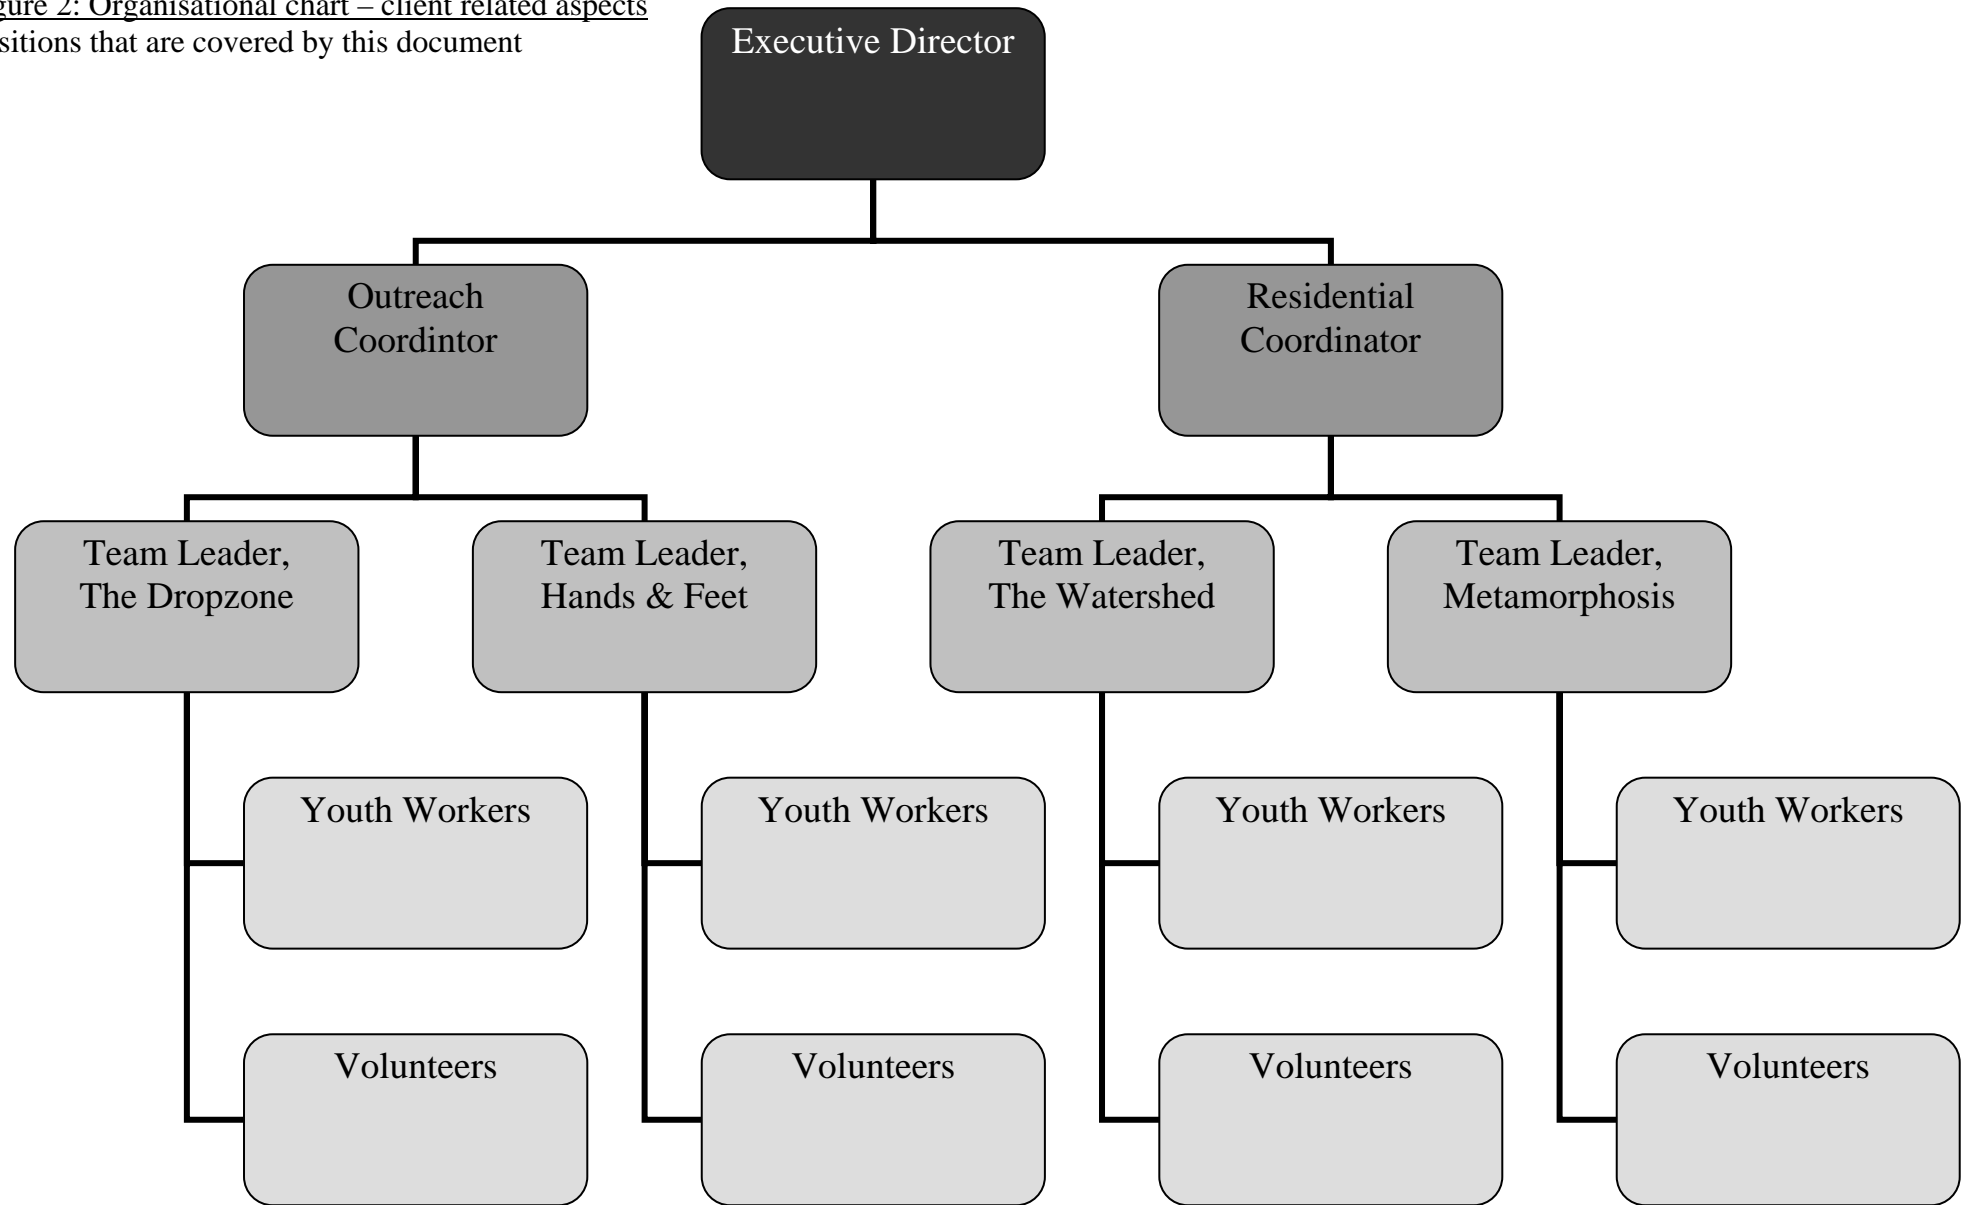 gure 2: Organisational chart – client related aspects
sitions that are covered by this document
Executive Director
Outreach
Coordintor
Residential
Coordinator
Team Leader,
The Dropzone
Team Leader,
Hands & Feet
Team Leader,
The Watershed
Team Leader,
Metamorphosis
Youth Workers
Youth Workers
Youth Workers
Youth Workers
Volunteers
Volunteers
Volunteers
Volunteers